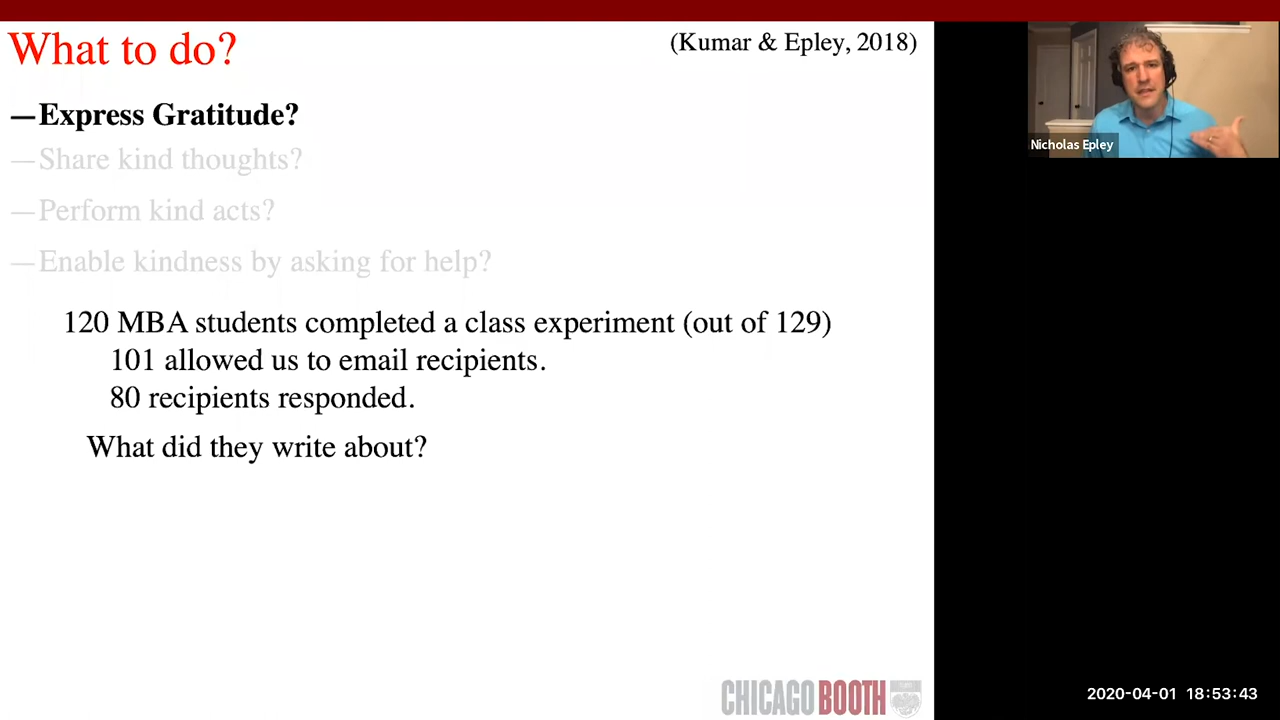 What to do?
(Kumar & Epley, 2018)
—Express Gratitude?
—Share kind thoughts?
—Perform kind acts?
—Enable kindness by asking for help?
120 MBA students completed a class experiment (out of 129)
101 allowed us to email recipients.
80 recipients responded.
What did they write about?
CHICAGO BOOTH
Nicholas Epley
2020-04-01 18:53:43